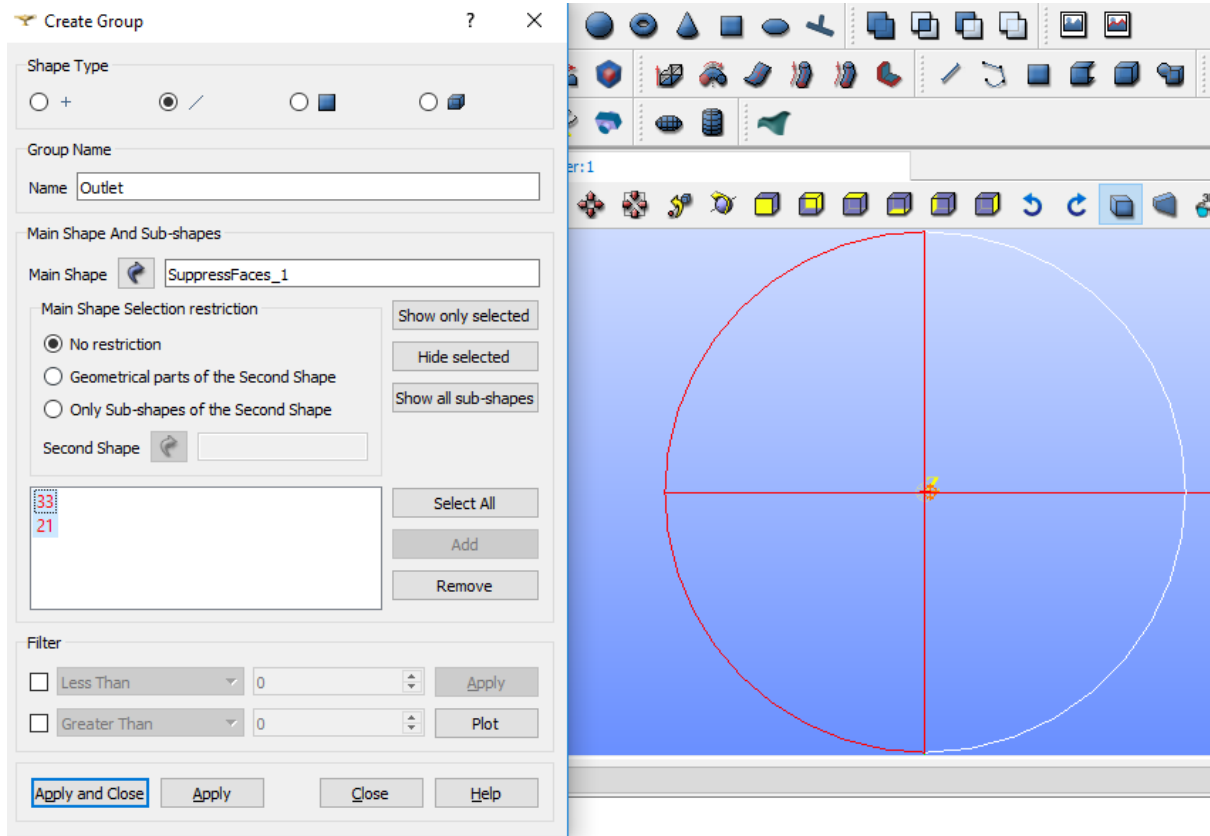 Create Group
?
Shape Type
Group Name
Name Outlet
Main Shape And Sub-shapes
Main Shape SuppressFaces_1
Main Shape Selection restriction
No restriction
Geometrical parts of the Second Shape
Only Sub-shapes of the Second Shape
Second Shape
Show only selected
Hide selected
Show all sub-shapes
33
21
Select All
Add
Remove
Filter
Less Than 0 Apply
Greater Than 0 Plot
Apply and Close Apply Close Help
er:1